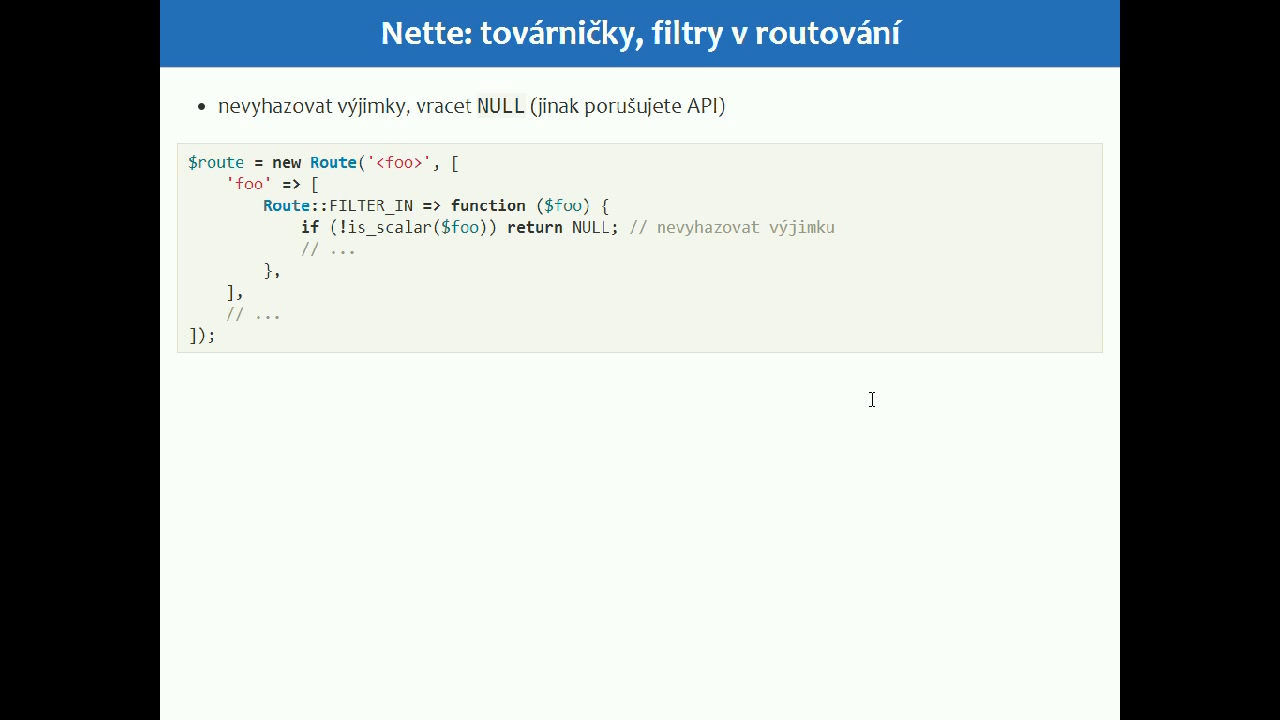 Nette: továrničky, filtry v routování
• nevyhazovat výjimky, vracet NULL (jinak porušujete API)
$route = new Route('<foo>', [
    'foo' => [
        Route::FILTER_IN => function ($foo) {
            if (!is_scalar($foo)) return NULL; // nevyhazovat výjimku
            // ...
        },
    ],
    // ...
]);